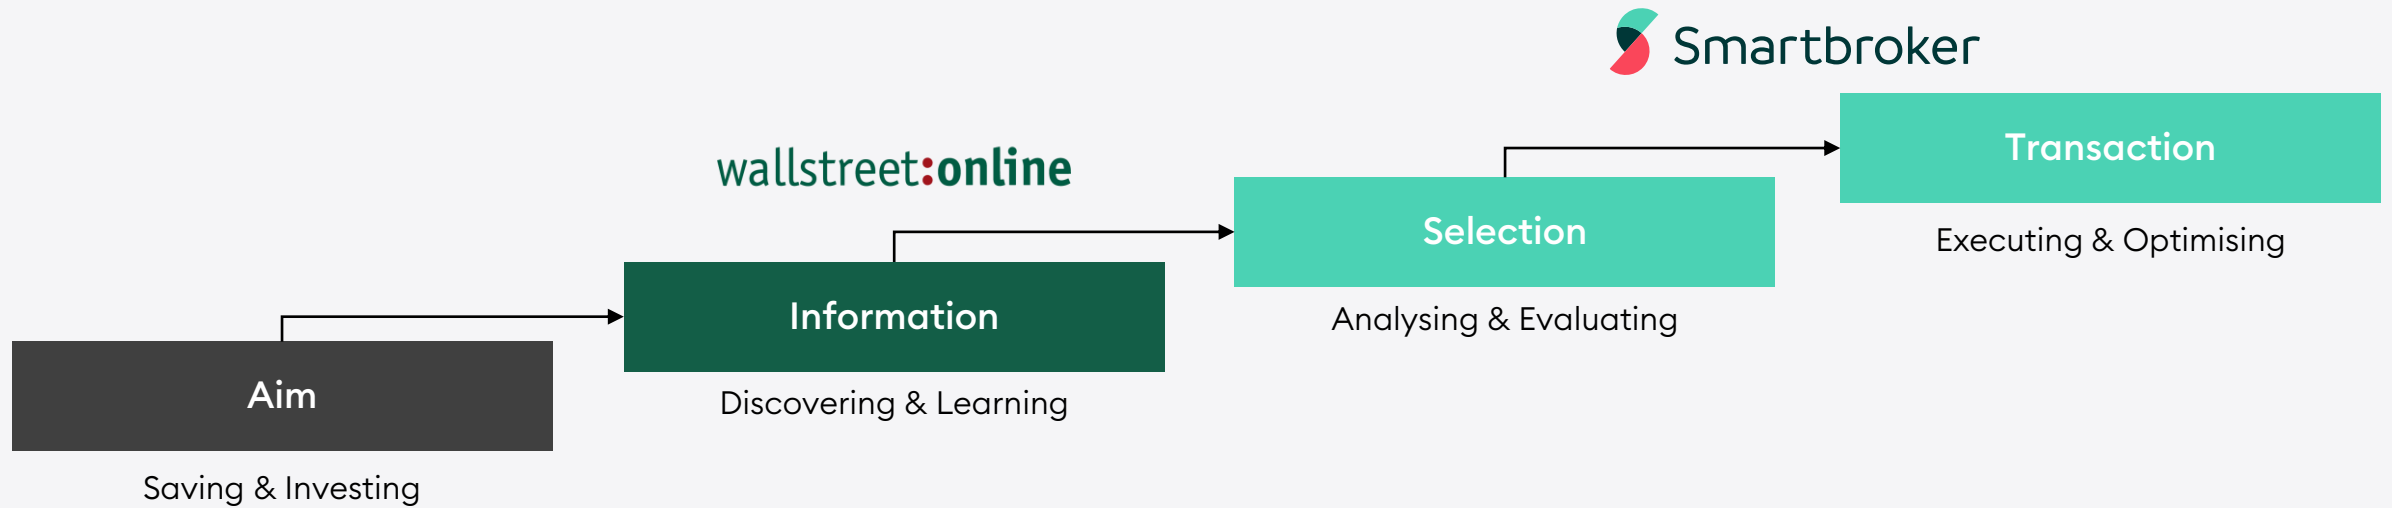 Smartbroker
Transaction
Executing & Optimising
wallstreet:online
Selection
Analysing & Evaluating
Information
Discovering & Learning
Aim
Saving & Investing